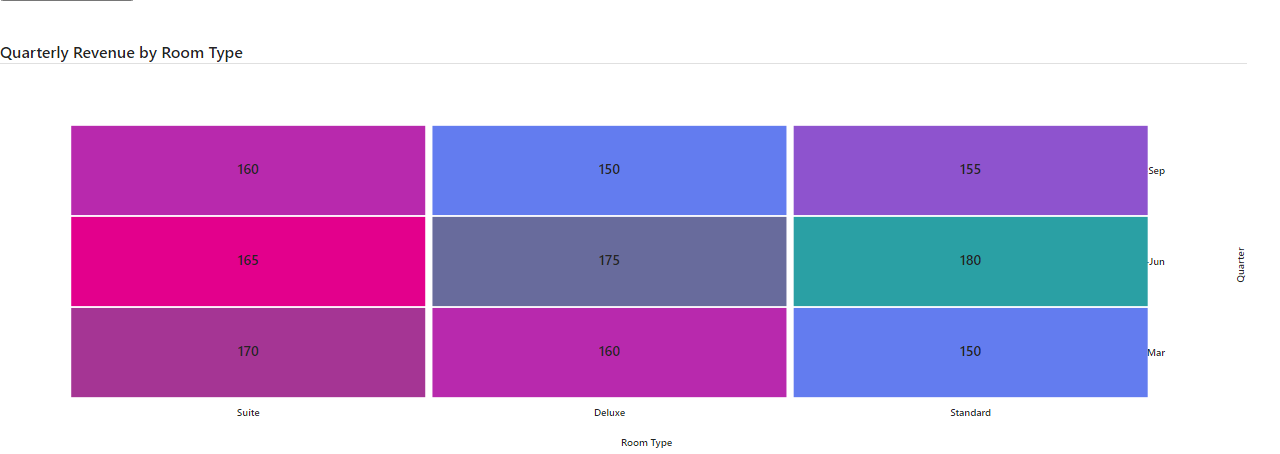 Quarterly Revenue by Room Type
160 150 155 Sep
165 175 180 Jun
Quarter
170 160 150 Mar
Suite Deluxe Standard
Room Type